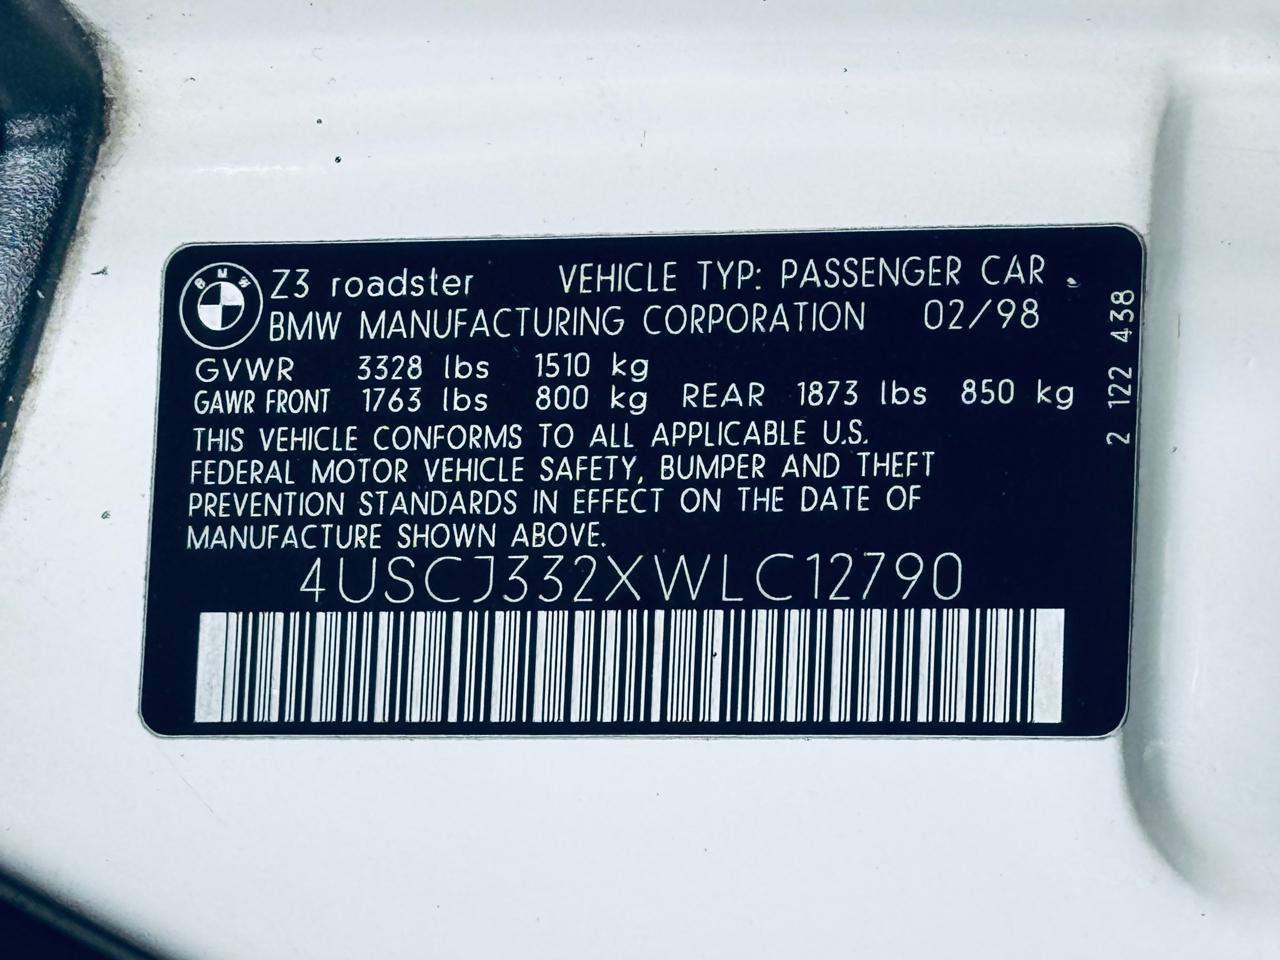 BMW
Z3 roadster VEHICLE TYP: PASSENGER CAR
BMW MANUFACTURING CORPORATION 02/98
GVWR 3328 lbs 1510 kg
GAWR FRONT 1763 lbs 800 kg REAR 1873 lbs 850 kg
THIS VEHICLE CONFORMS TO ALL APPLICABLE U.S.
FEDERAL MOTOR VEHICLE SAFETY, BUMPER AND THEFT
PREVENTION STANDARDS IN EFFECT ON THE DATE OF
MANUFACTURE SHOWN ABOVE.
4USCJ332XWLC12790
2 122 438